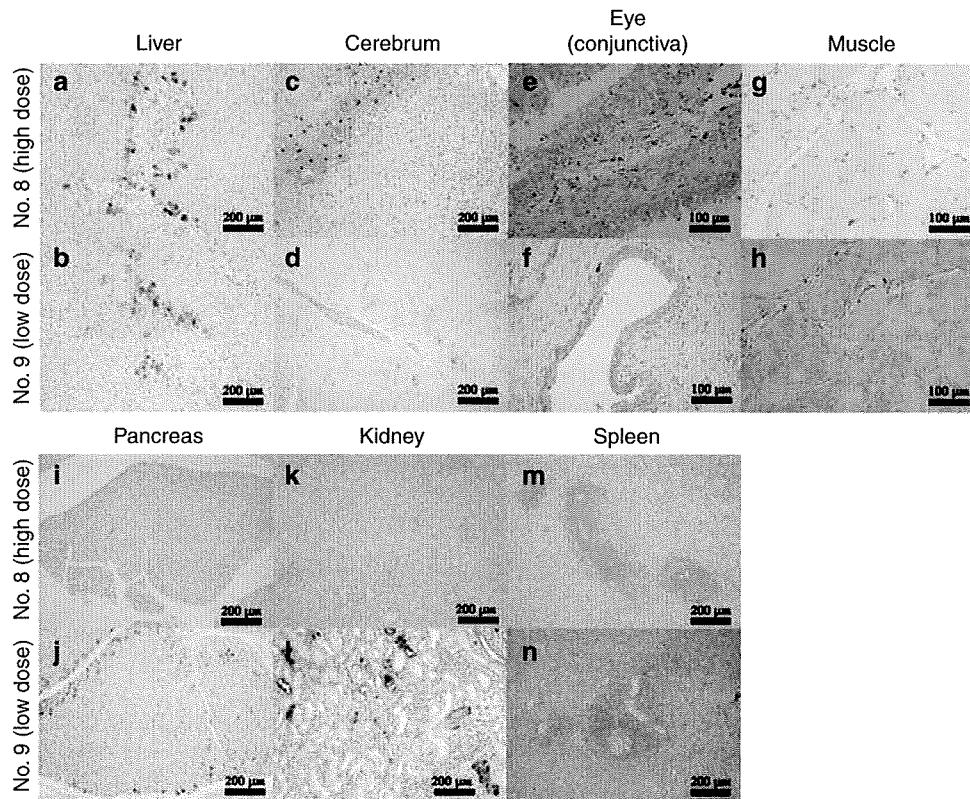 Liver Cerebrum Eye (conjunctiva) Muscle
No. 8 (high dose)
a c e g
200 µm 200 µm 100 µm 100 µm
No. 9 (low dose)
b d f h
200 µm 200 µm 100 µm 100 µm
Pancreas Kidney Spleen
No. 8 (high dose)
i k m
200 µm 200 µm 200 µm
No. 9 (low dose)
j l n
200 µm 200 µm 200 µm